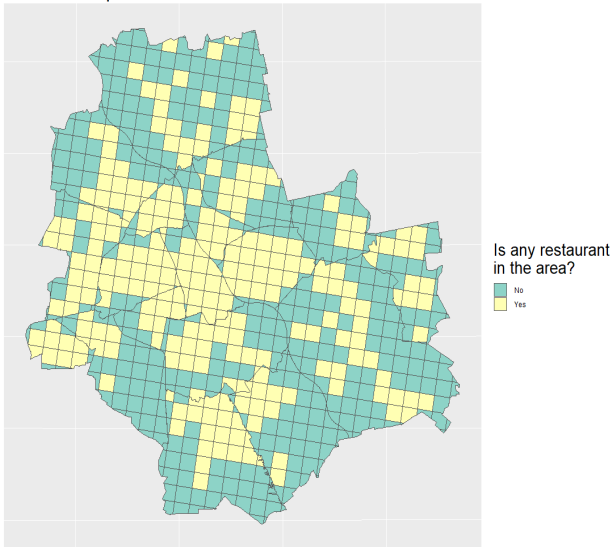 Is any restaurant
in the area?
No
Yes